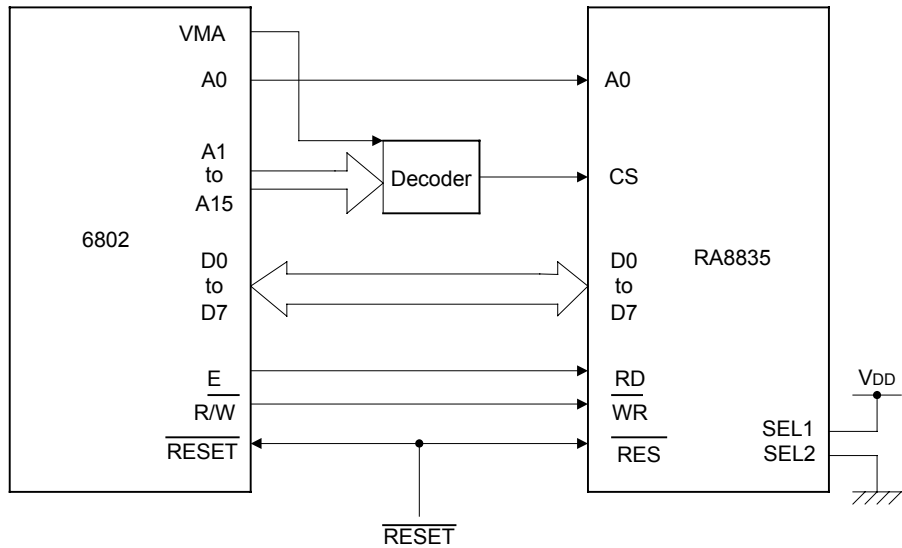 VMA
A0
A1
to
A15
6802
D0
to
D7
E
R/W
RESET
Decoder
A0
CS
RA8835
D0
to
D7
RD
WR
RES
VDD
SEL1
SEL2
RESET